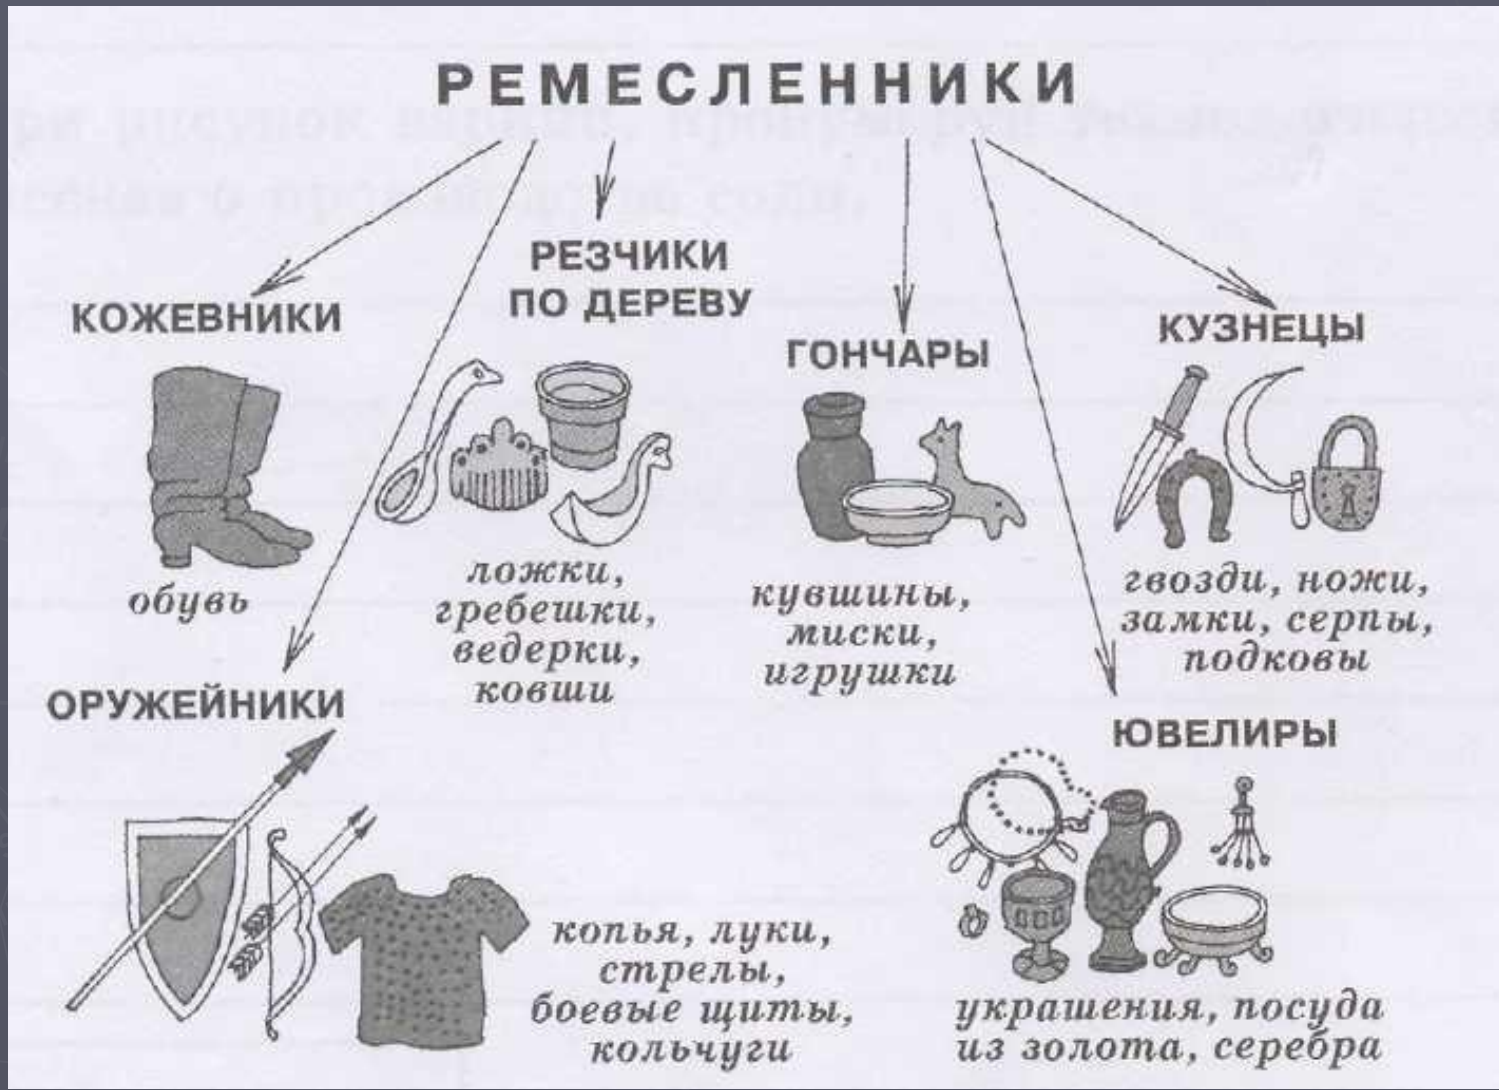 РЕМЕСЛЕННИКИ
КОЖЕВНИКИ
обувь
РЕЗЧИКИ
ПО ДЕРЕВУ
ложки,
гребешки,
ведерки,
ковши
ГОНЧАРЫ
кувшины,
миски,
игрушки
КУЗНЕЦЫ
гвозди, ножи,
замки, серпы,
подковы
ОРУЖЕЙНИКИ
копья, луки,
стрелы,
боевые щиты,
кольчуги
ЮВЕЛИРЫ
украшения, посуда
из золота, серебра